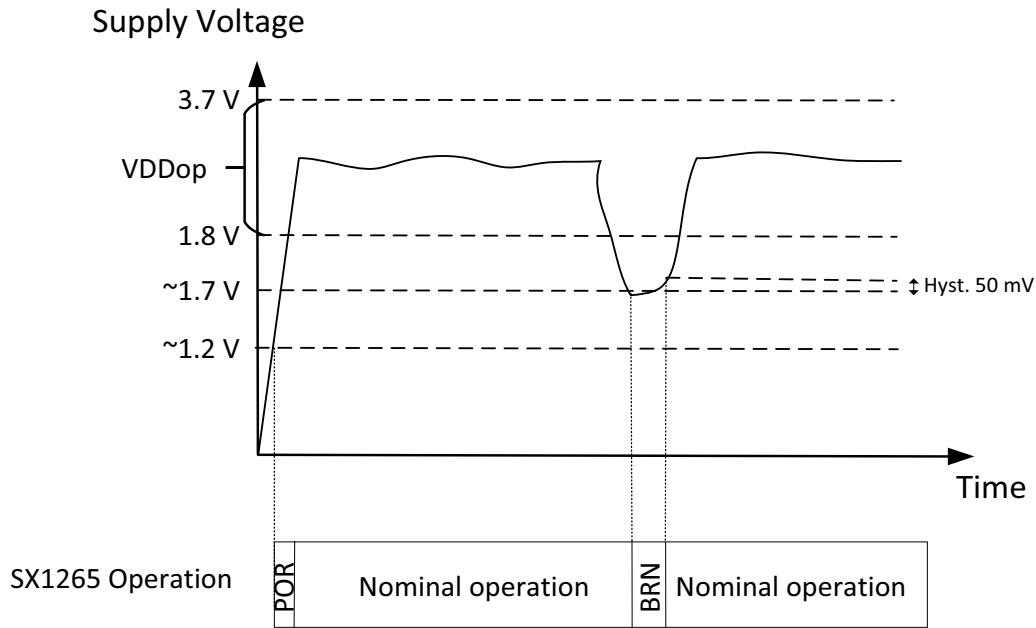 Supply Voltage
3.7 V
VDDop
1.8 V
~1.7 V
Hyst. 50 mV
~1.2 V
Time
SX1265 Operation
POR
Nominal operation
BRN
Nominal operation